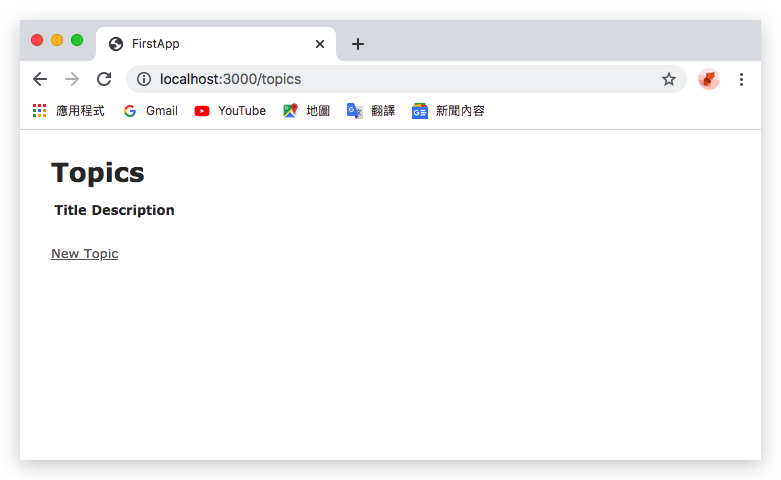 FirstApp
localhost:3000/topics
應用程式 Gmail YouTube 地圖 翻譯 新聞內容
Topics
Title Description
New Topic